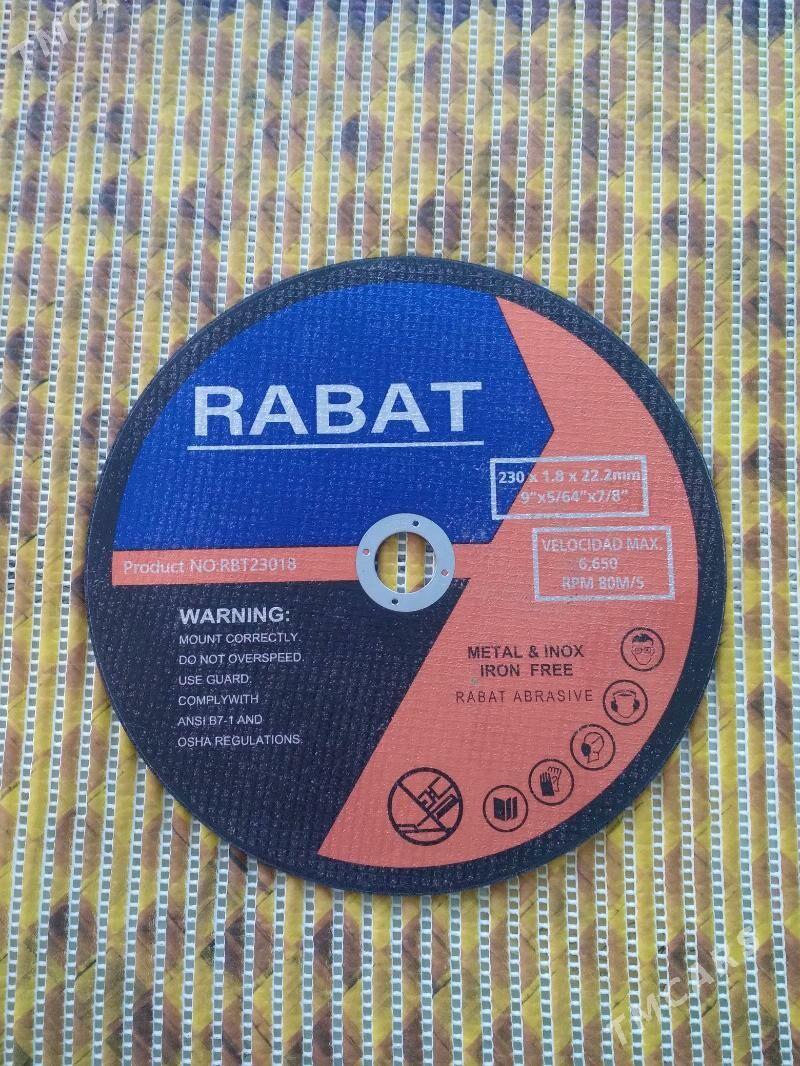 TMCARS
RABAT
230 x 1.8 x 22.2mm
9"x5/64"x7/8"
VELOCIDAD MAX.
6,650
RPM 80M/S
Product NO:RBT23018
WARNING:
MOUNT CORRECTLY.
DO NOT OVERSPEED.
USE GUARD.
COMPLYWITH
ANSI B7-1 AND
OSHA REGULATIONS.
METAL & INOX
IRON FREE
RABAT ABRASIVE
TMCARS